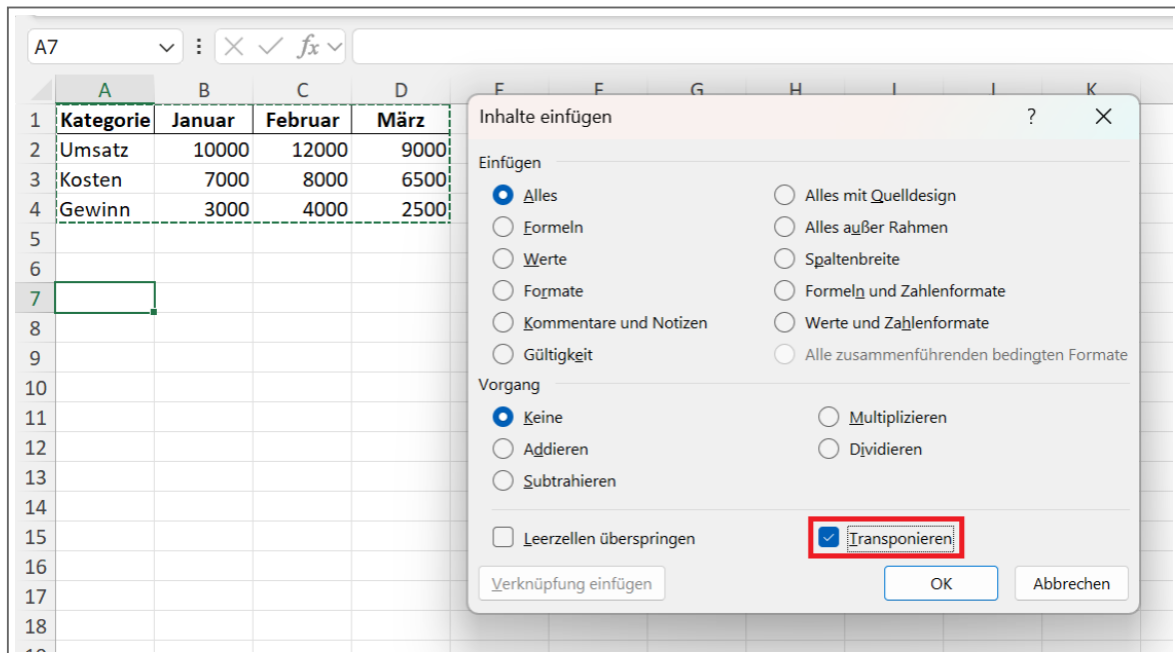 A7
fx
A B C D E F G H I J K
1 Kategorie Januar Februar März
2 Umsatz 10000 12000 9000
3 Kosten 7000 8000 6500
4 Gewinn 3000 4000 2500
5
6
7
8
9
10
11
12
13
14
15
16
17
18
Inhalte einfügen ?
Einfügen
Alles Alles mit Quelldesign
Formeln Alles außer Rahmen
Werte Spaltenbreite
Formate Formeln und Zahlenformate
Kommentare und Notizen Werte und Zahlenformate
Gültigkeit Alle zusammenführenden bedingten Formate
Vorgang
Keine Multiplizieren
Addieren Dividieren
Subtrahieren
Leerzellen überspringen Transponieren
Verknüpfung einfügen OK Abbrechen